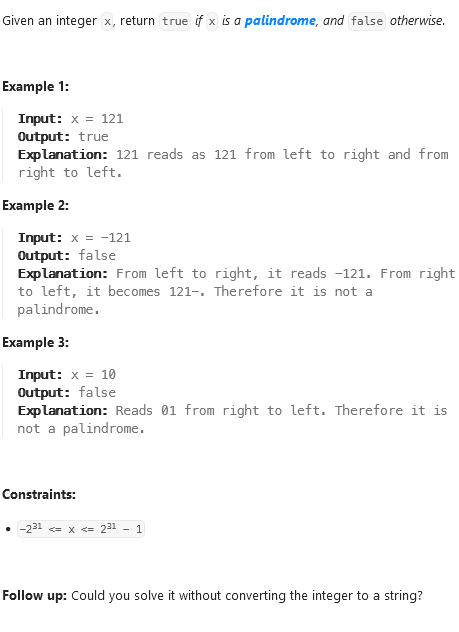 Given an integer x, return true if x is a palindrome, and false otherwise.
Example 1:
Input: x = 121
Output: true
Explanation: 121 reads as 121 from left to right and from
right to left.
Example 2:
Input: x = -121
Output: false
Explanation: From left to right, it reads -121. From right
to left, it becomes 121-. Therefore it is not a
palindrome.
Example 3:
Input: x = 10
Output: false
Explanation: Reads 01 from right to left. Therefore it is
not a palindrome.
Constraints:
• -2³¹ <= x <= 2³¹ - 1
Follow up: Could you solve it without converting the integer to a string?